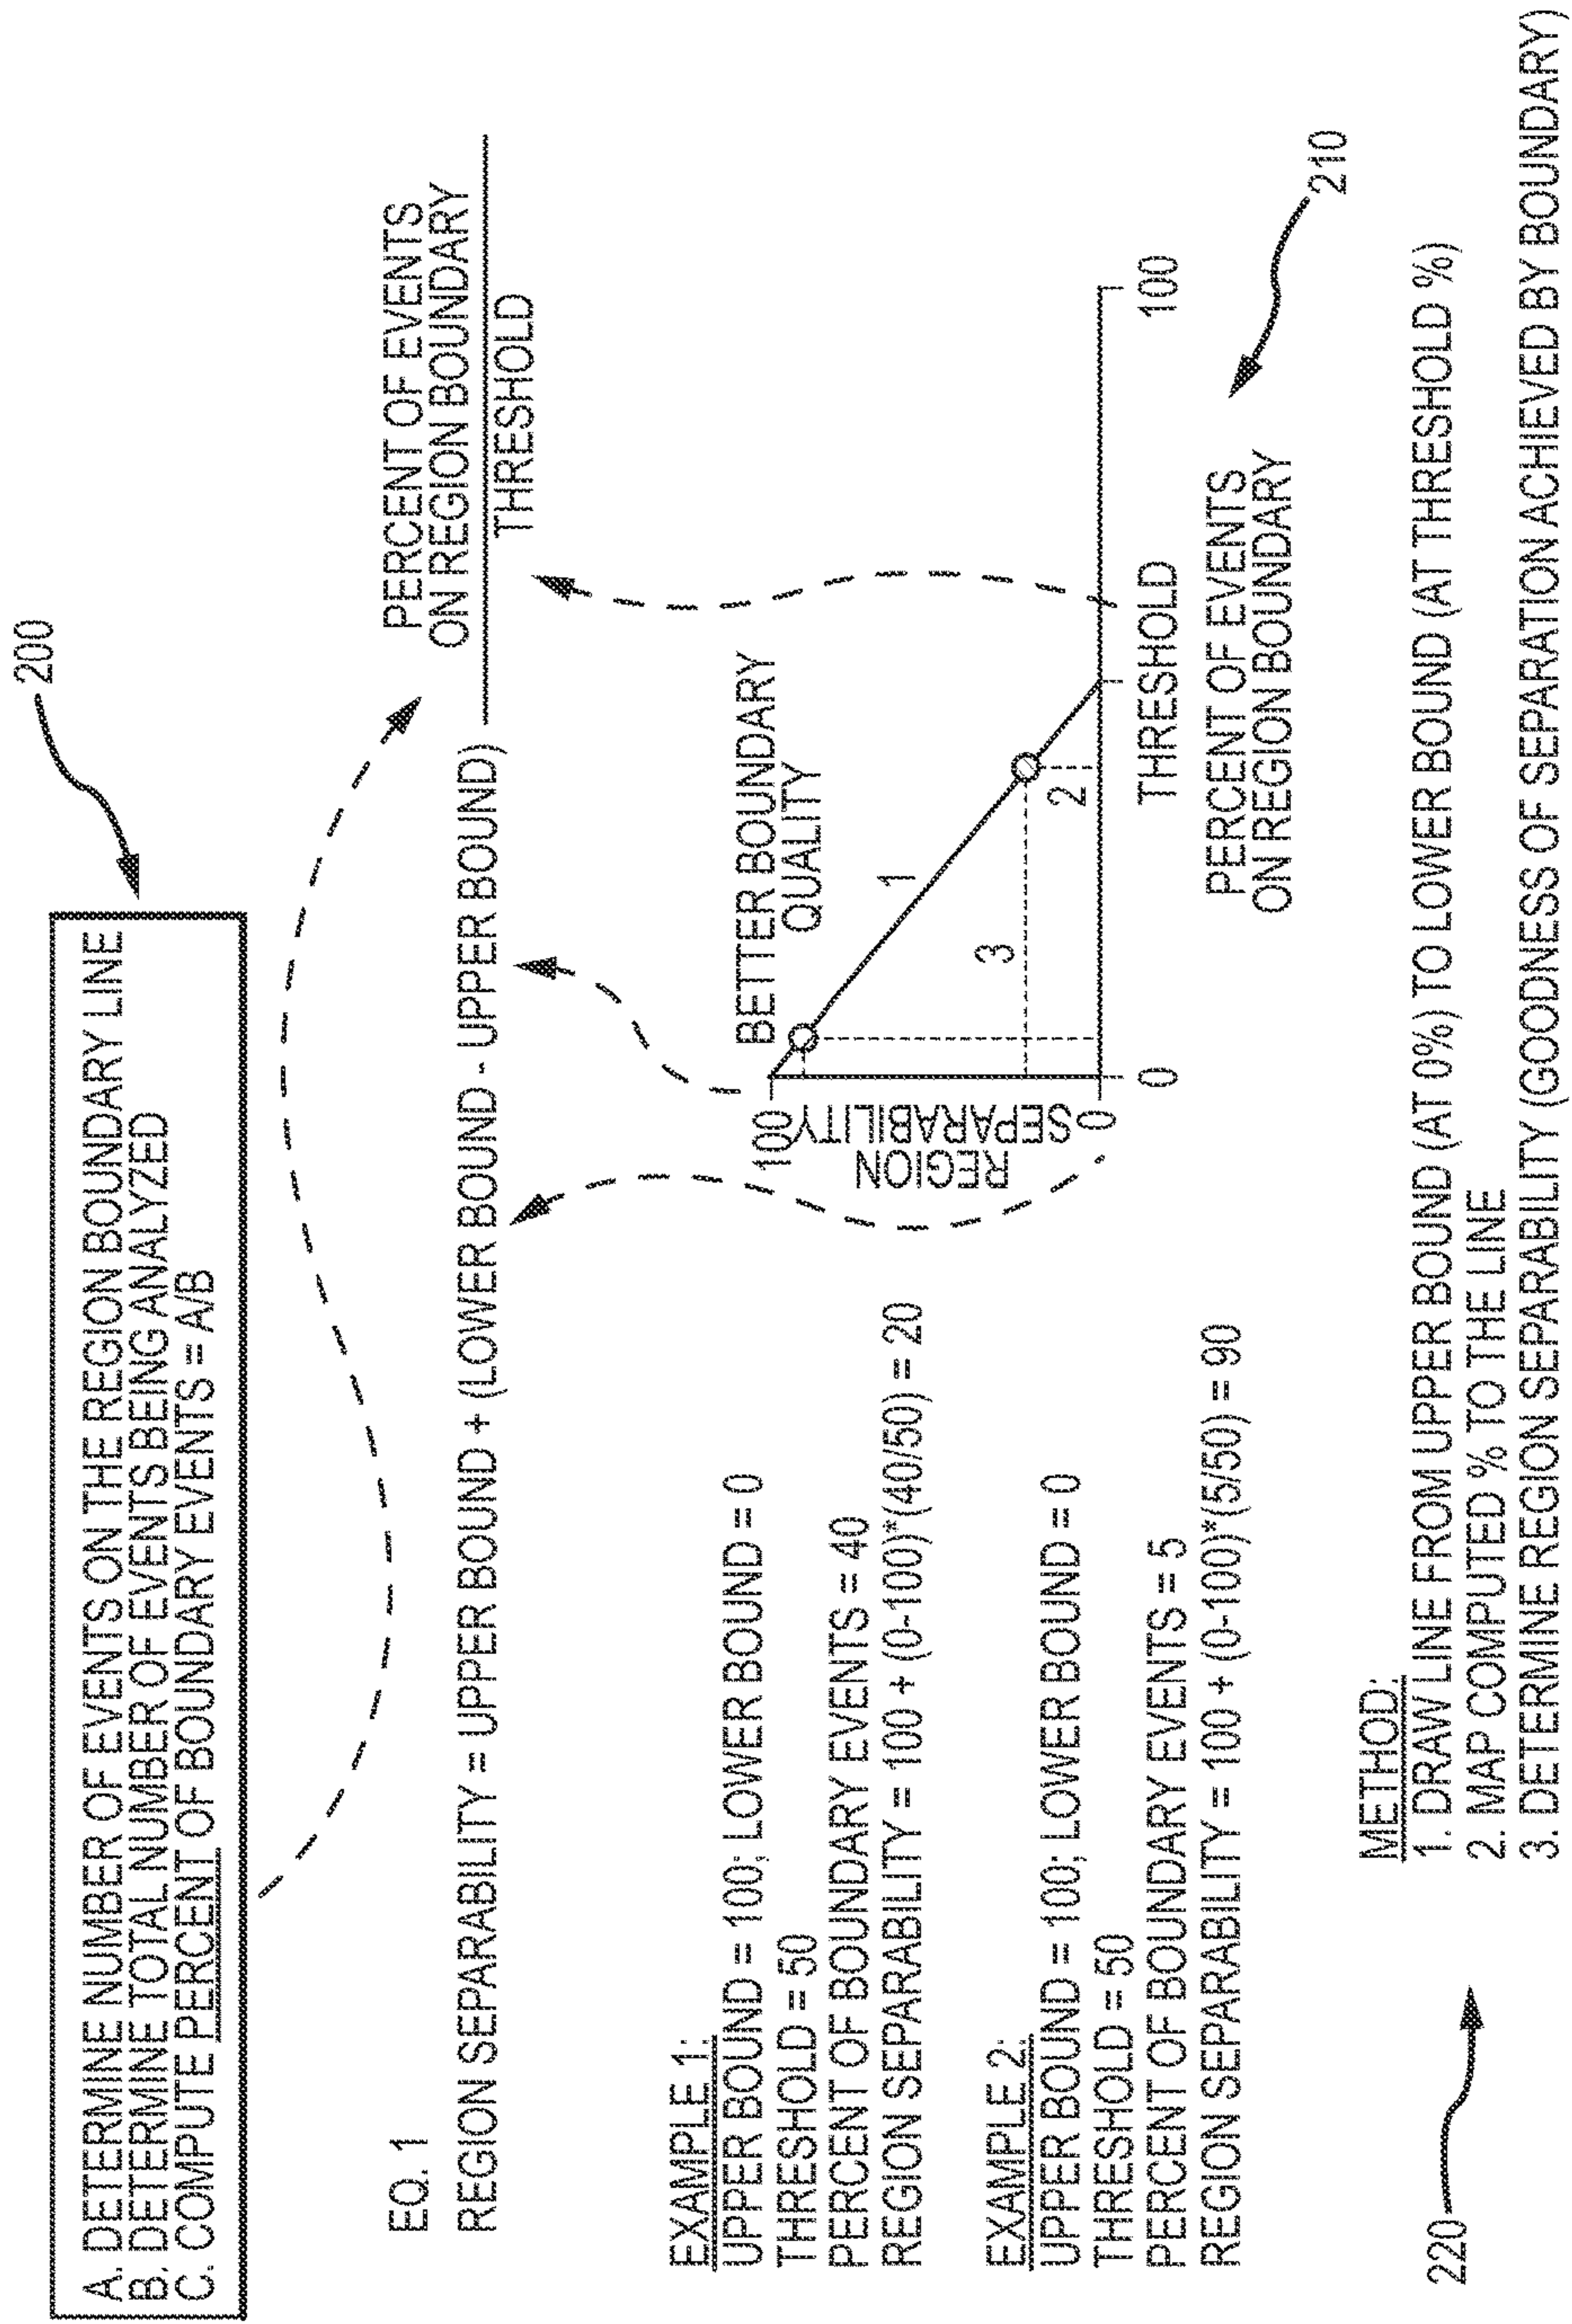 200
A. DETERMINE NUMBER OF EVENTS ON THE REGION BOUNDARY LINE
B. DETERMINE TOTAL NUMBER OF EVENTS BEING ANALYZED
C. COMPUTE PERCENT OF BOUNDARY EVENTS = A/B
EQ. 1
REGION SEPARABILITY = UPPER BOUND + (LOWER BOUND - UPPER BOUND)
PERCENT OF EVENTS
ON REGION BOUNDARY
THRESHOLD
EXAMPLE 1:
UPPER BOUND = 100; LOWER BOUND = 0
THRESHOLD = 50
PERCENT OF BOUNDARY EVENTS = 40
REGION SEPARABILITY = 100 + (0-100)*(40/50) = 20
EXAMPLE 2:
UPPER BOUND = 100; LOWER BOUND = 0
THRESHOLD = 50
PERCENT OF BOUNDARY EVENTS = 5
REGION SEPARABILITY = 100 + (0-100)*(5/50) = 90
BETTER BOUNDARY
QUALITY
100
REGION
SEPARABILITY
0
1
3
2
0
THRESHOLD
100
PERCENT OF EVENTS
ON REGION BOUNDARY
210
METHOD:
1. DRAW LINE FROM UPPER BOUND (AT 0%) TO LOWER BOUND (AT THRESHOLD %)
2. MAP COMPUTED % TO THE LINE
3. DETERMINE REGION SEPARABILITY (GOODNESS OF SEPARATION ACHIEVED BY BOUNDARY)
220